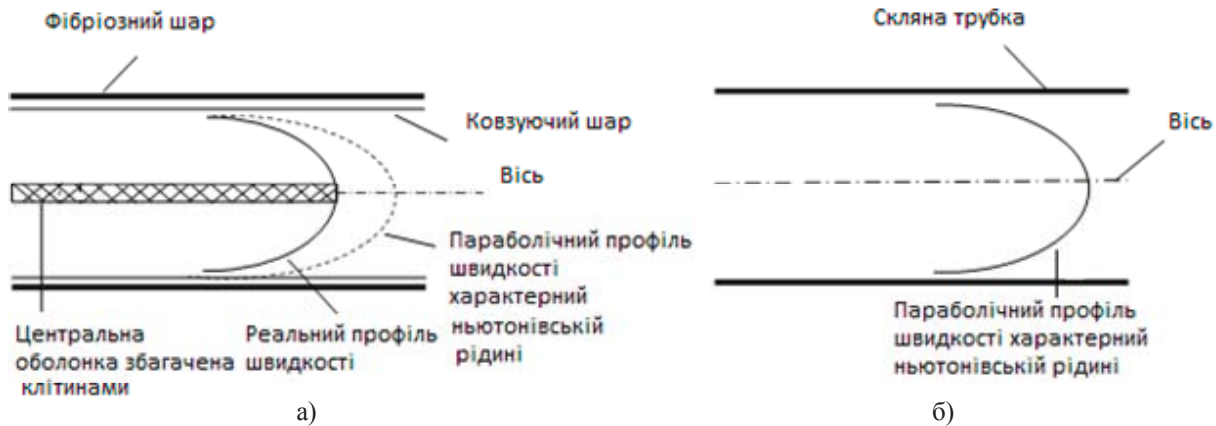 Фібріозний шар
Ковзуючий шар
Вісь
Параболічний профіль
швидкості
характерний
ньютонівській
рідині
Центральна
оболонка збагачена
клітинами
Реальний профіль
швидкості
а)
Скляна трубка
Вісь
Параболічний профіль
швидкості характерний
ньютонівській рідині
б)